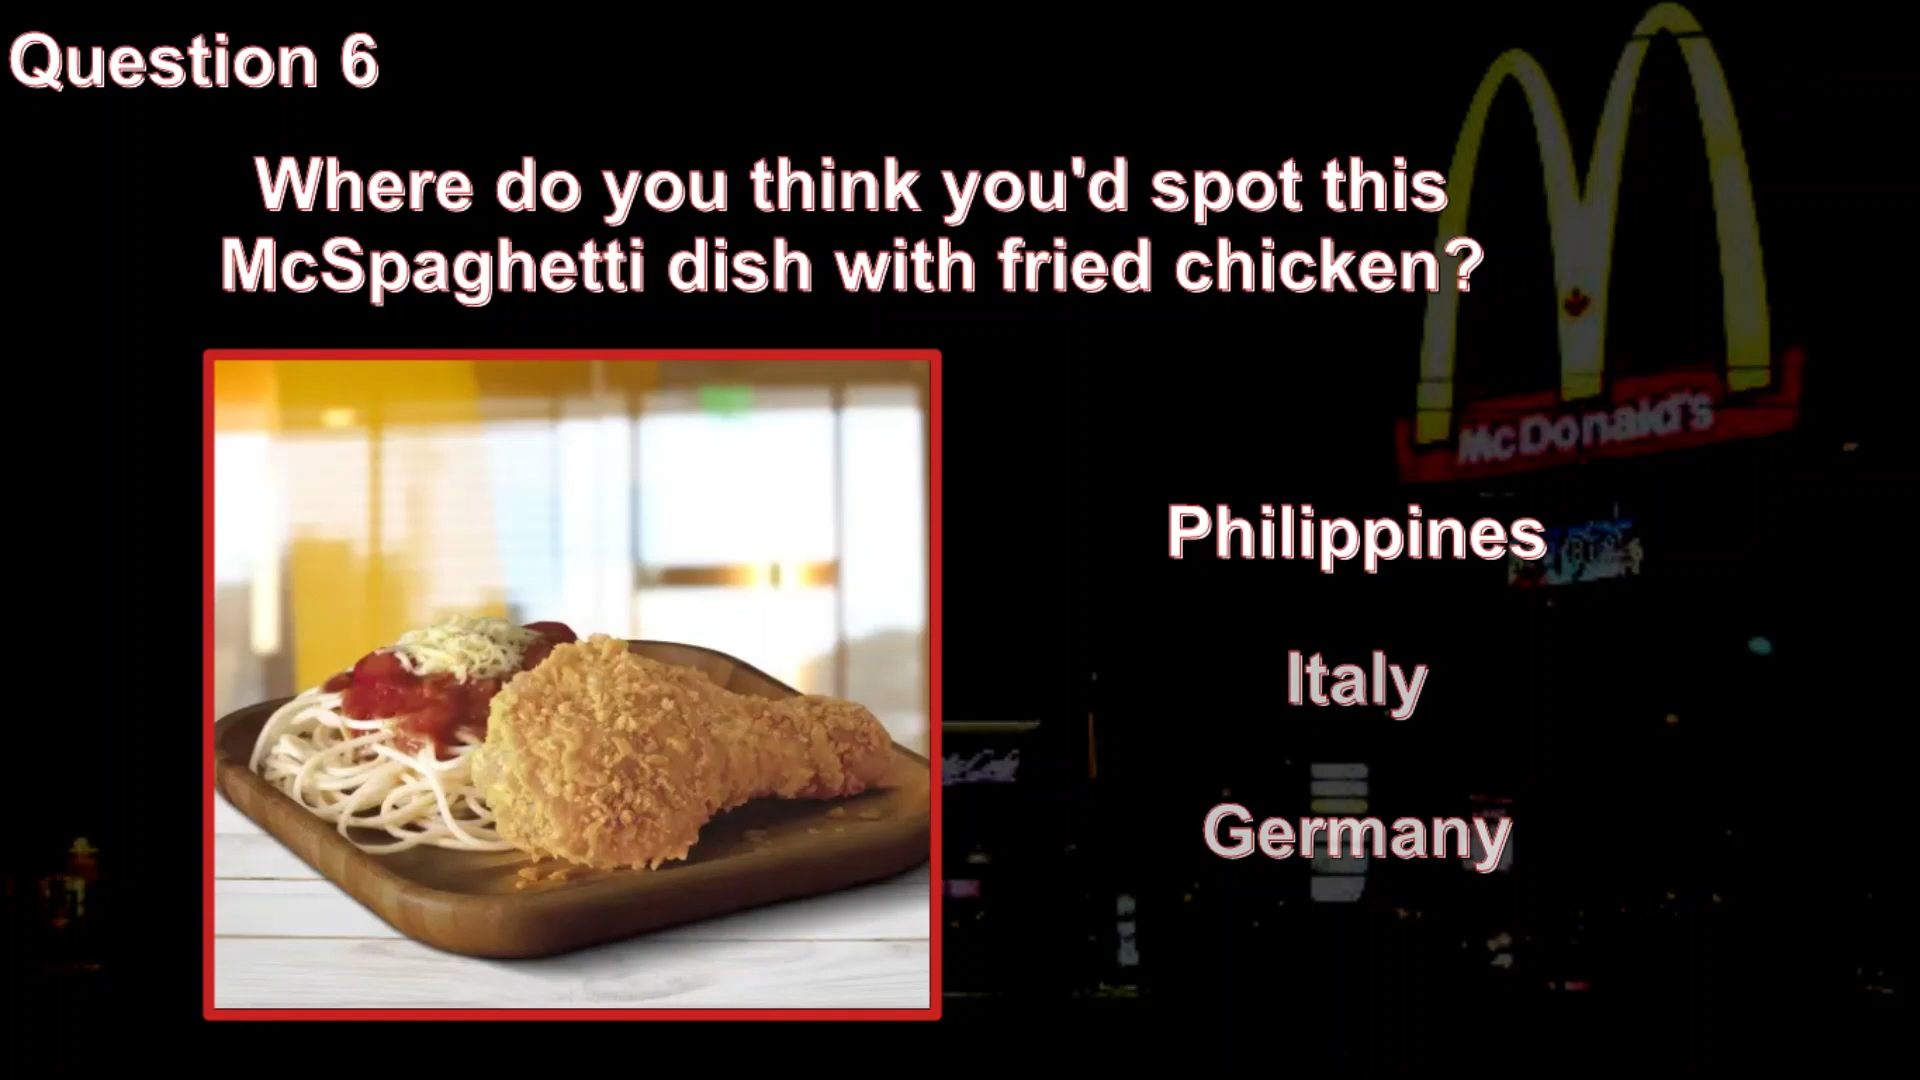 Question 6
Where do you think you'd spot this
McSpaghetti dish with fried chicken?
McDonald's
Philippines
Italy
Germany